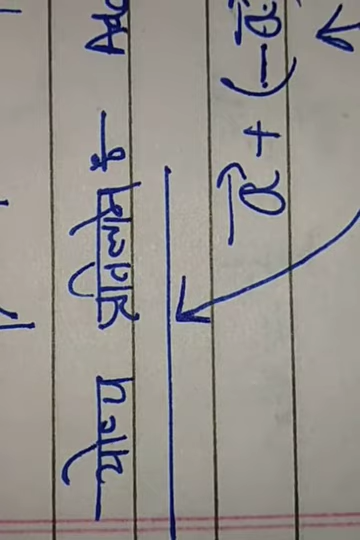 योज्य प्रतिलोम है — Add
a⃗ + (−a⃗